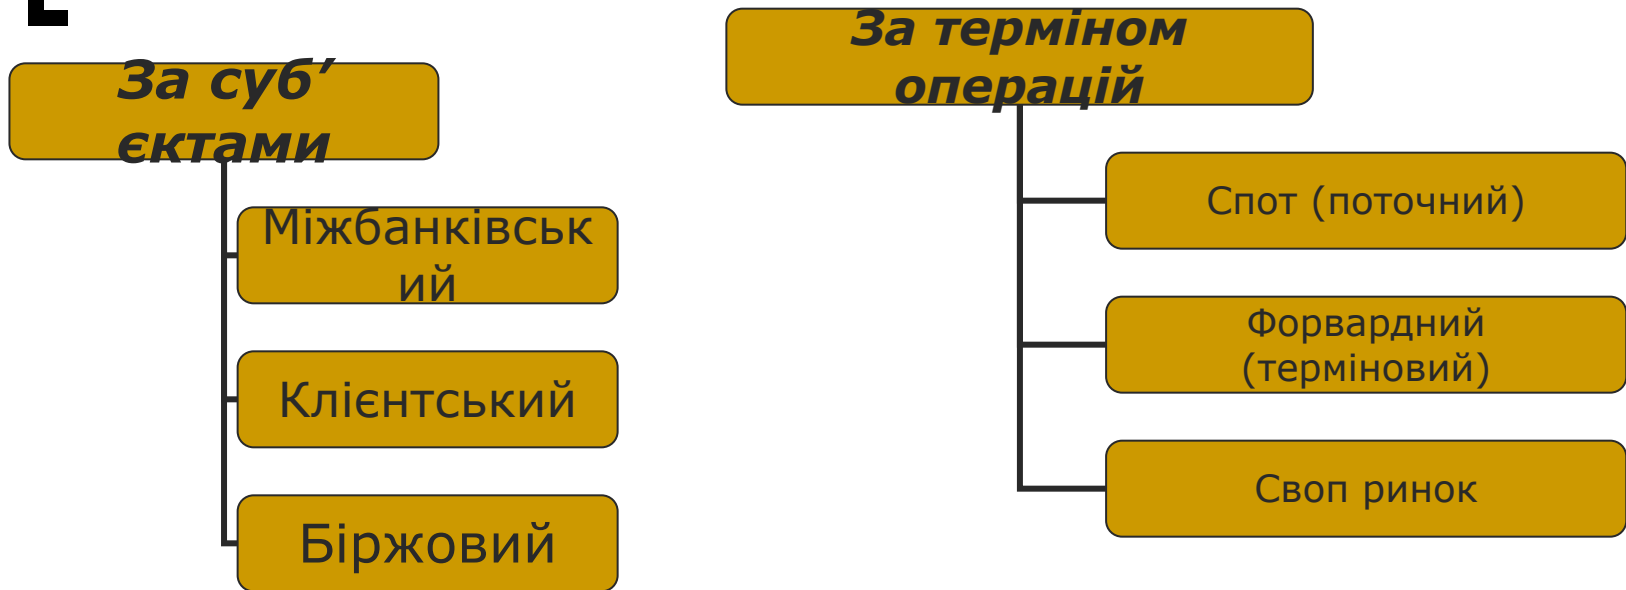 За суб’
єктами
Міжбанківськ
ий
Клієнтський
Біржовий
За терміном
операцій
Спот (поточний)
Форвардний
(терміновий)
Своп ринок